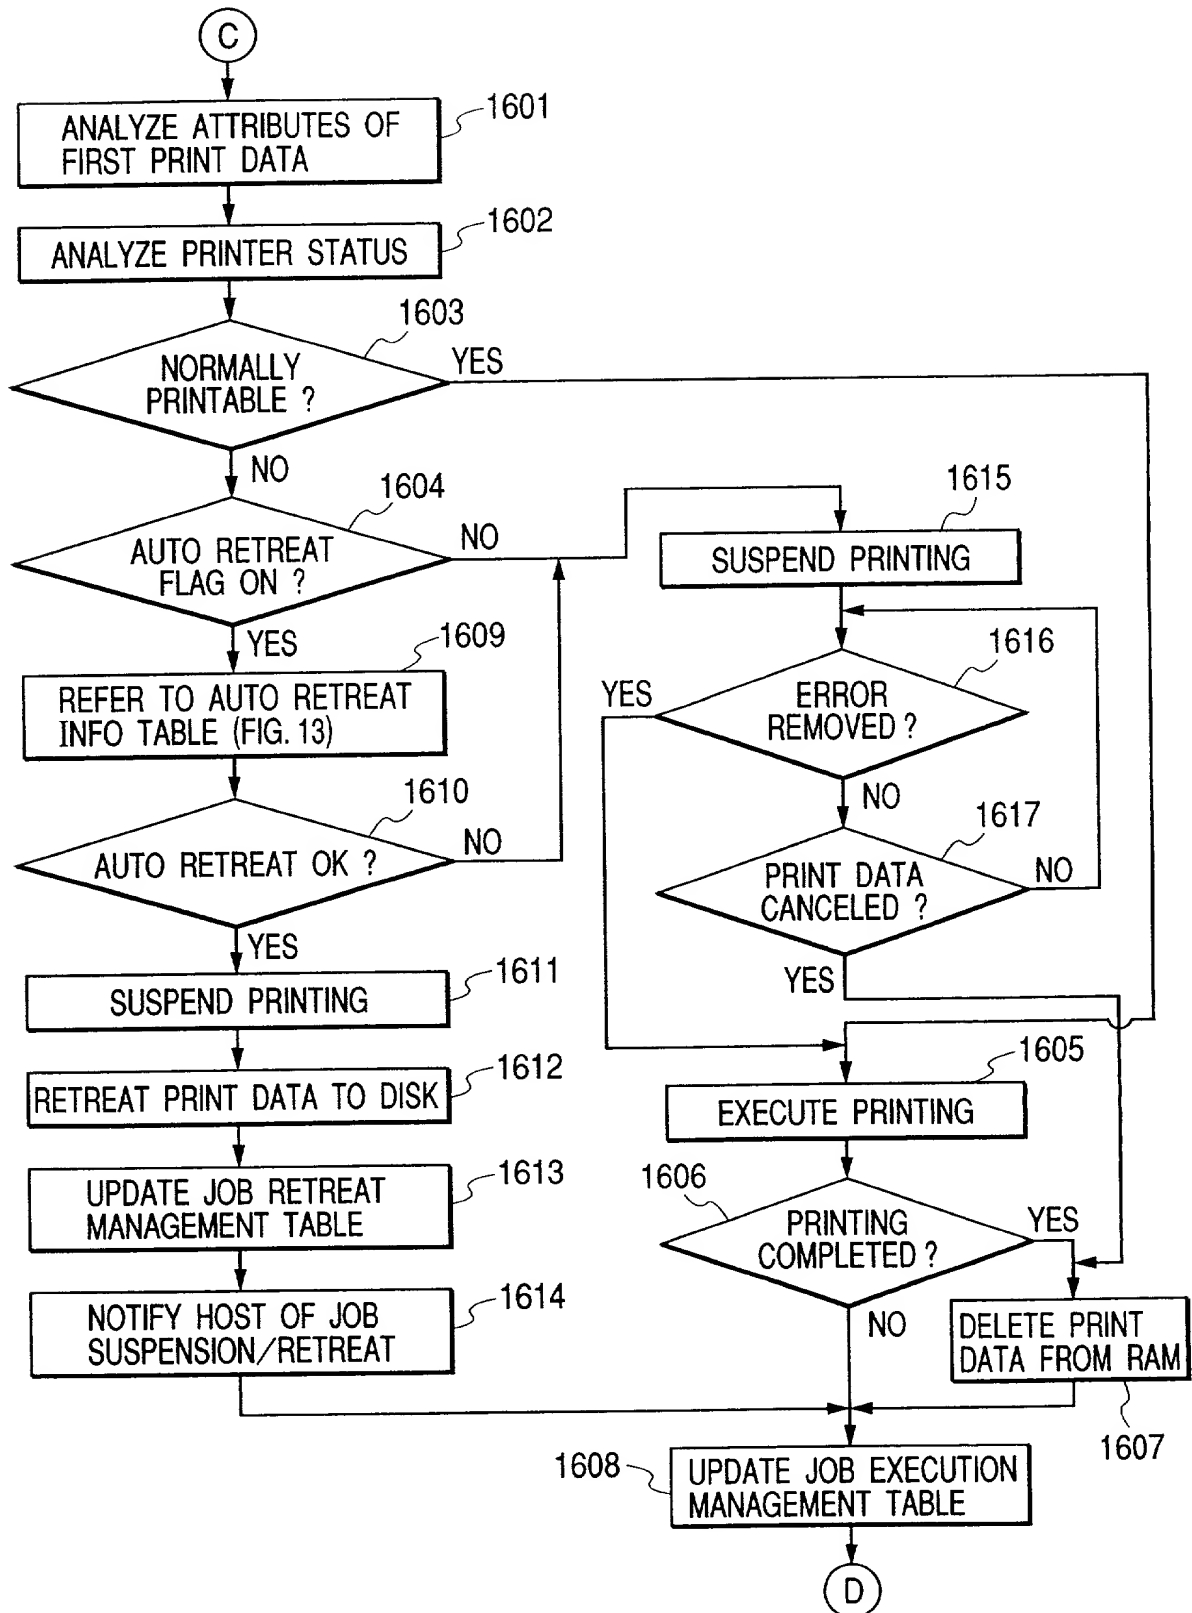 C
1601
ANALYZE ATTRIBUTES OF
FIRST PRINT DATA
1602
ANALYZE PRINTER STATUS
1603
NORMALLY
PRINTABLE ?
YES
NO
1604
AUTO RETREAT
FLAG ON ?
NO
YES
1609
REFER TO AUTO RETREAT
INFO TABLE (FIG. 13)
1610
AUTO RETREAT OK ?
NO
YES
1611
SUSPEND PRINTING
1612
RETREAT PRINT DATA TO DISK
1613
UPDATE JOB RETREAT
MANAGEMENT TABLE
1614
NOTIFY HOST OF JOB
SUSPENSION/RETREAT
1615
SUSPEND PRINTING
1616
YES
ERROR
REMOVED ?
NO
1617
PRINT DATA
CANCELED ?
NO
YES
1605
EXECUTE PRINTING
1606
PRINTING
COMPLETED ?
YES
NO
DELETE PRINT
DATA FROM RAM
1607
1608
UPDATE JOB EXECUTION
MANAGEMENT TABLE
D